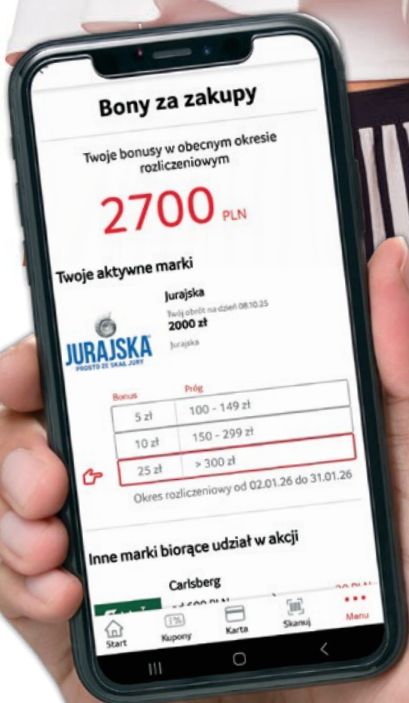 Bony za zakupy
Twoje bonusy w obecnym okresie
rozliczeniowym
2700 PLN
Twoje aktywne marki
JURAJSKA
PROSTO ZE SKAŁ JURY
Jurajska
Twój obrót na dzień 08.10.25
2000 zł
Jurajska
Bonus Próg
5 zł 100 - 149 zł
10 zł 150 - 299 zł
25 zł > 300 zł
Okres rozliczeniowy od 02.01.26 do 31.01.26
Inne marki biorące udział w akcji
Carlsberg
Start Kupony Karta Skanuj Menu